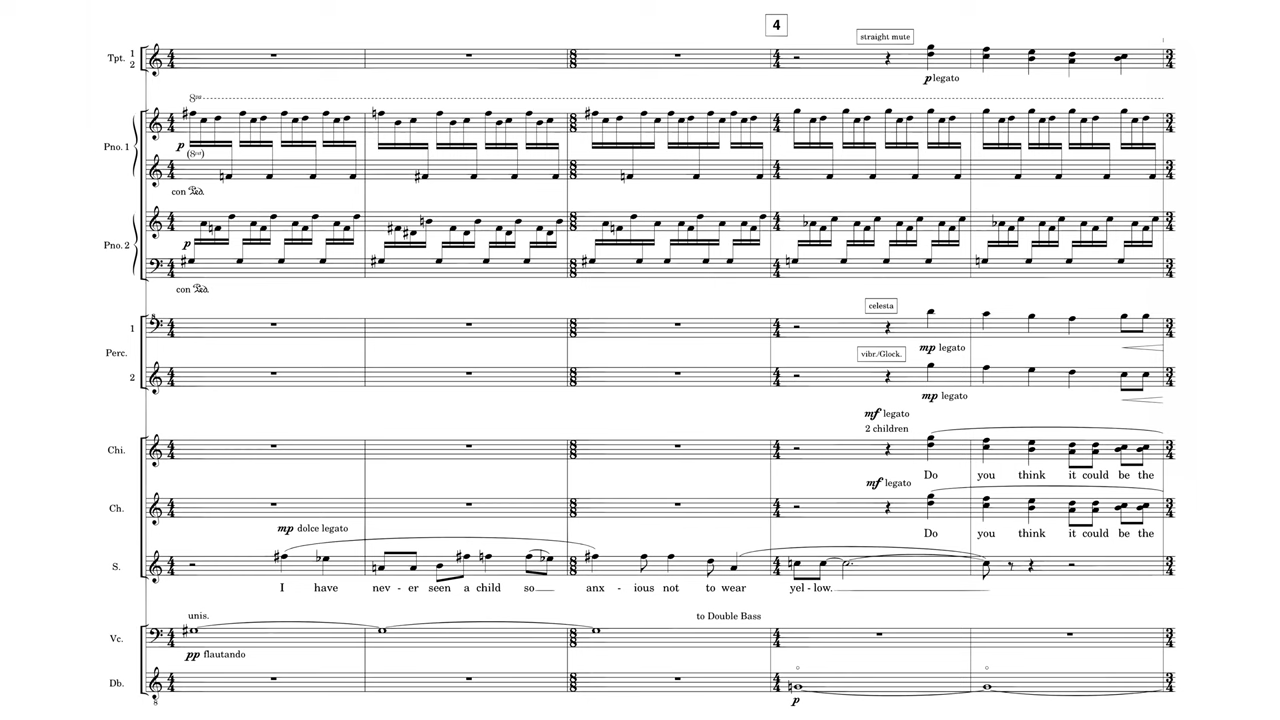 4
Tpt. 1 2
straight mute
p legato
8va
Pno. 1
p
(8va)
con Ped.
Pno. 2
p
con Ped.
celesta
1
mp legato
Perc.
vibr./Glock.
2
mp legato
mf legato
2 children
Chi.
Do you think it could be the
mf legato
Ch.
Do you think it could be the
mp dolce legato
S.
I have nev - er seen a child so anx - ious not to wear yel - low.
unis.
to Double Bass
Vc.
pp flautando
Db.
p